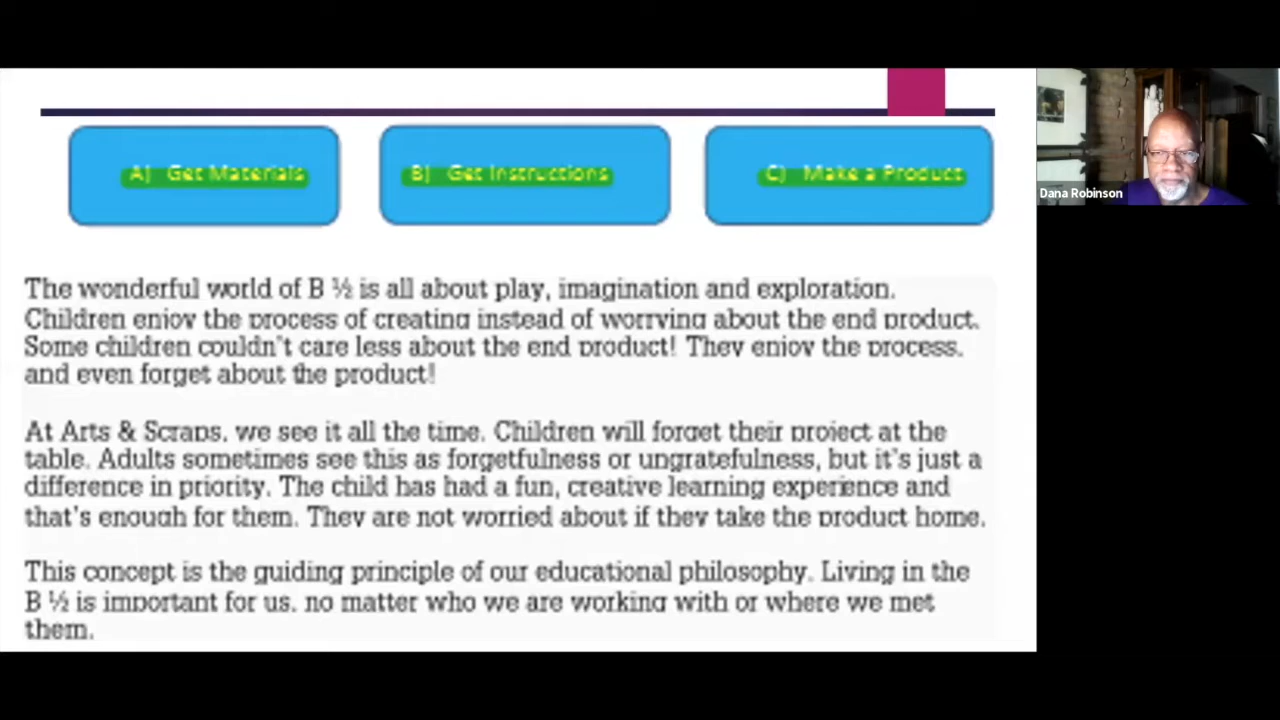 A) Get Materials
B) Get Instructions
C) Make a Product
Dana Robinson
The wonderful world of B ½ is all about play, imagination and exploration.
Children enjoy the process of creating instead of worrying about the end product.
Some children couldn't care less about the end product! They enjoy the process,
and even forget about the product!
At Arts & Scraps, we see it all the time. Children will forget their project at the
table. Adults sometimes see this as forgetfulness or ungratefulness, but it's just a
difference in priority. The child has had a fun, creative learning experience and
that's enough for them. They are not worried about if they take the product home.
This concept is the guiding principle of our educational philosophy. Living in the
B ½ is important for us, no matter who we are working with or where we met
them.